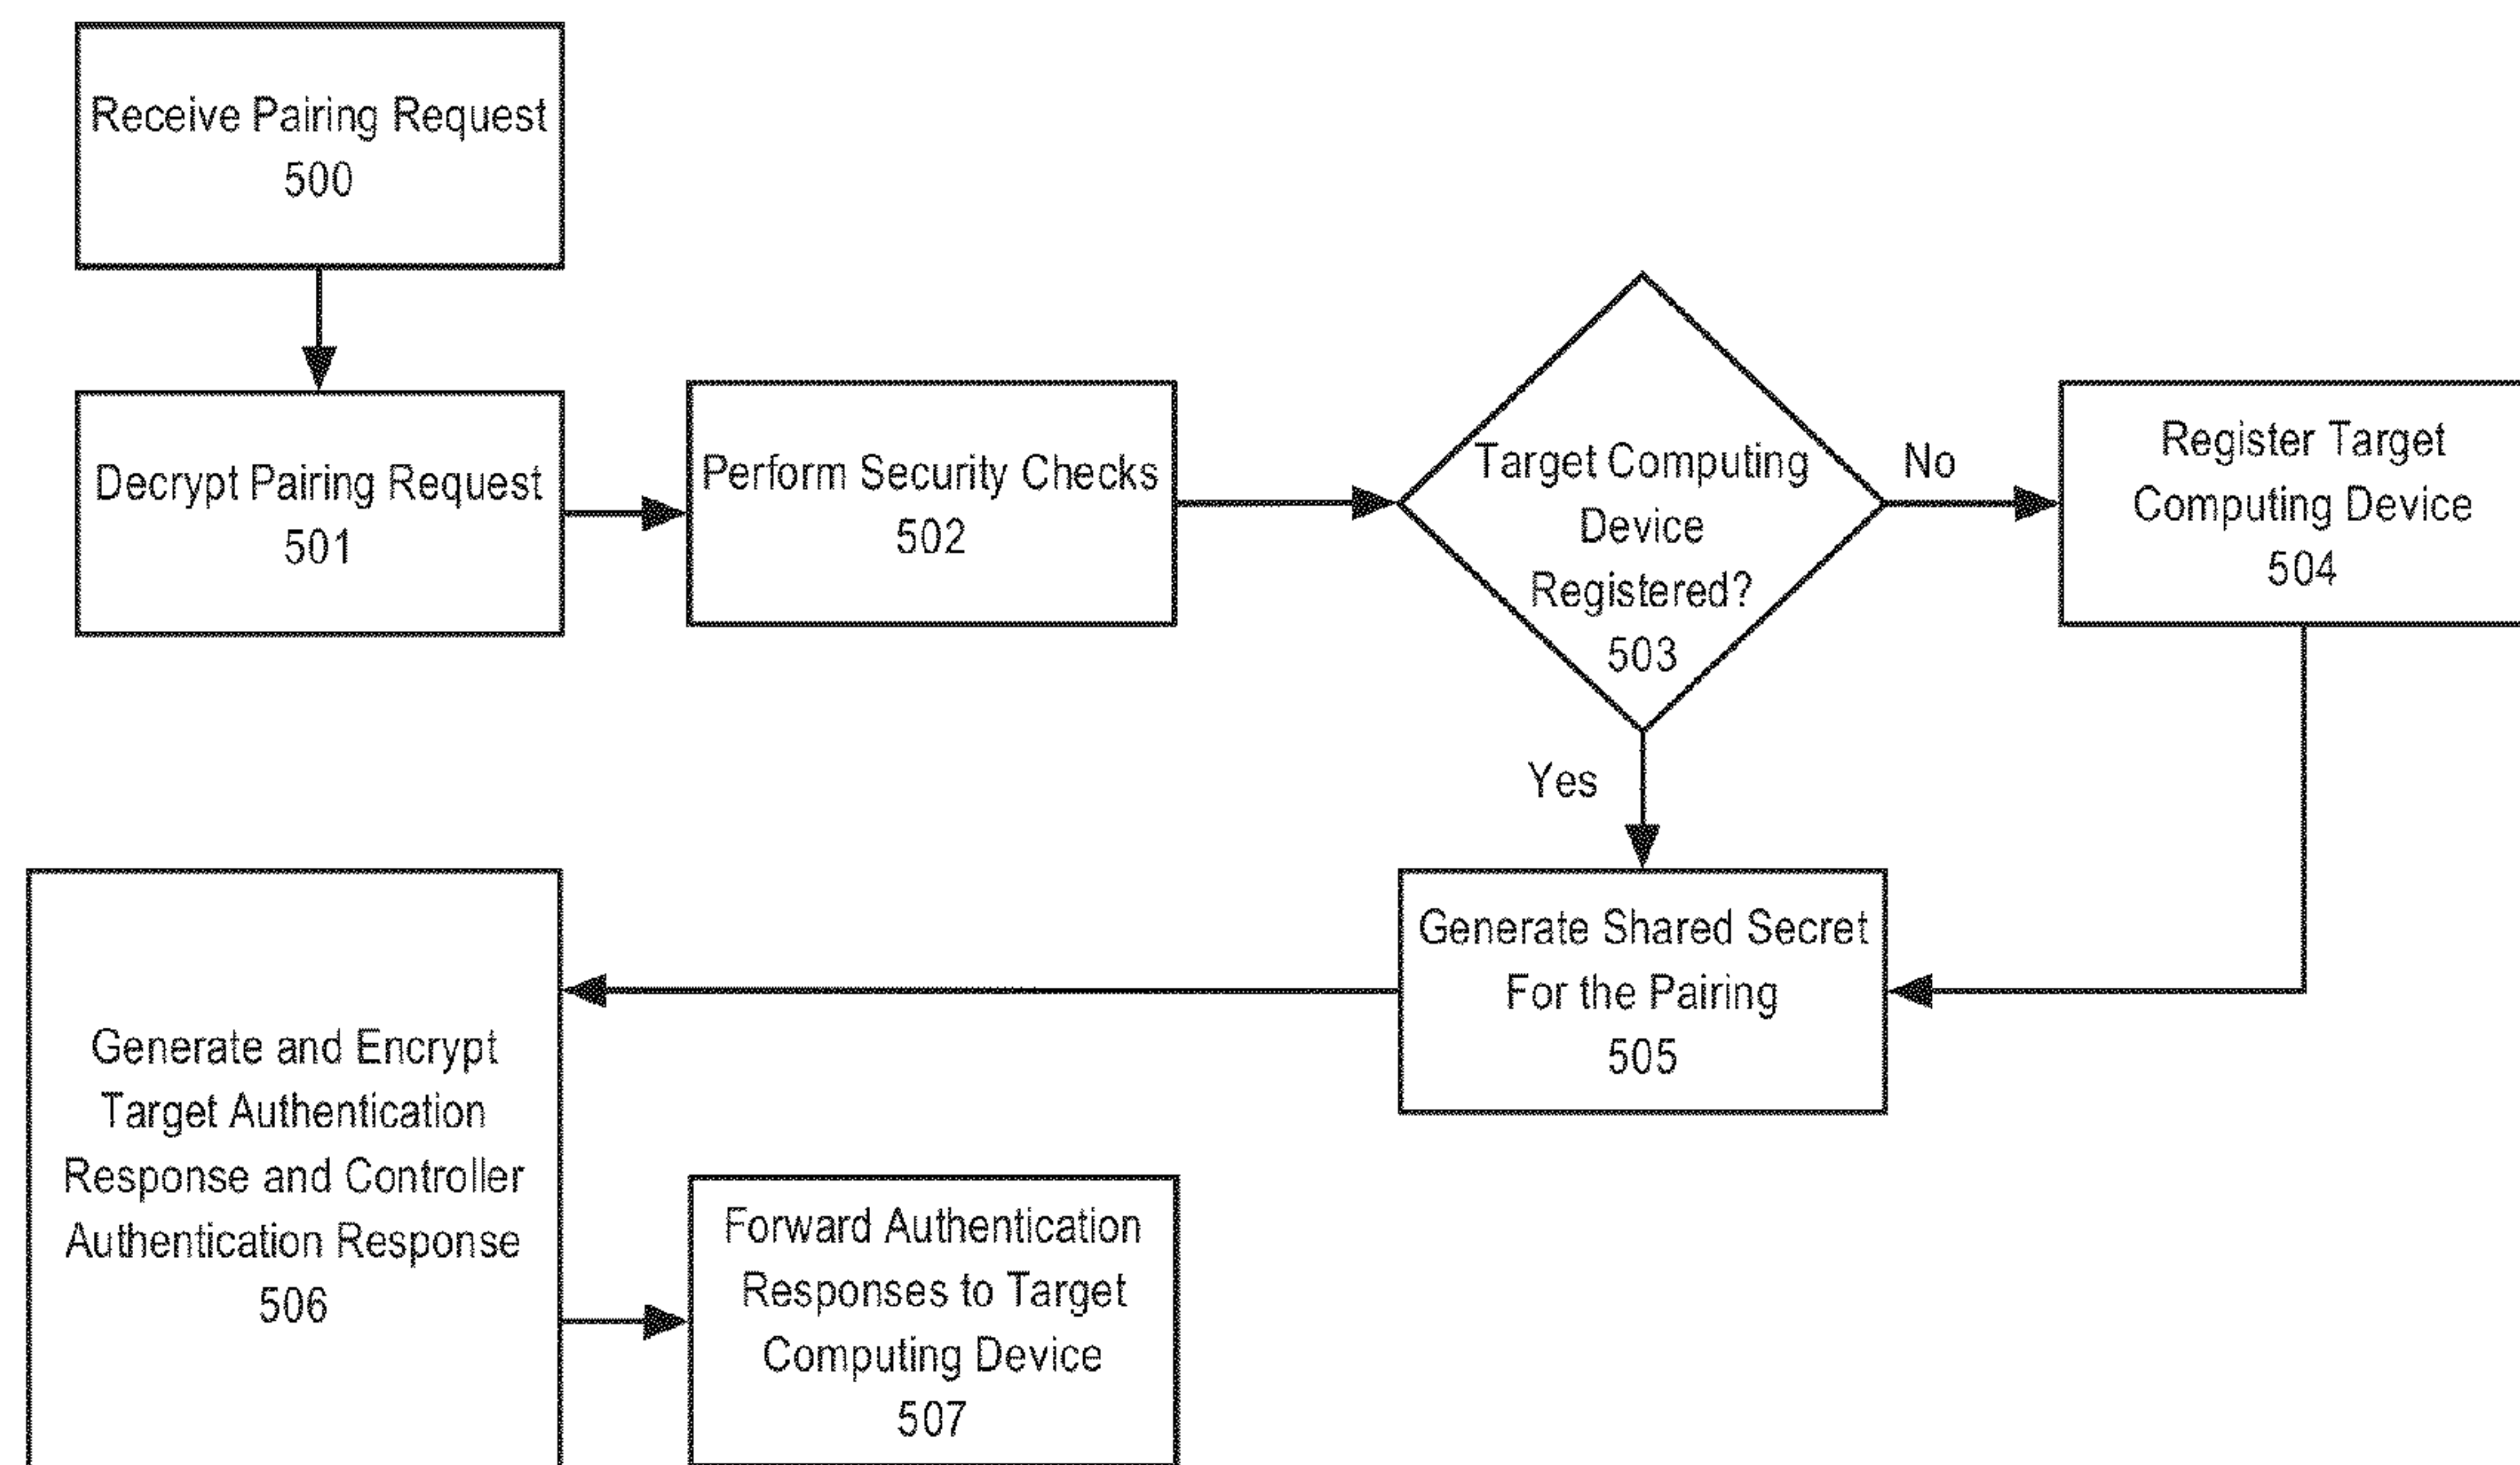 Receive Pairing Request
500
Decrypt Pairing Request
501
Perform Security Checks
502
Target Computing
Device
Registered?
503
No
Register Target
Computing Device
504
Yes
Generate Shared Secret
For the Pairing
505
Generate and Encrypt
Target Authentication
Response and Controller
Authentication Response
506
Forward Authentication
Responses to Target
Computing Device
507